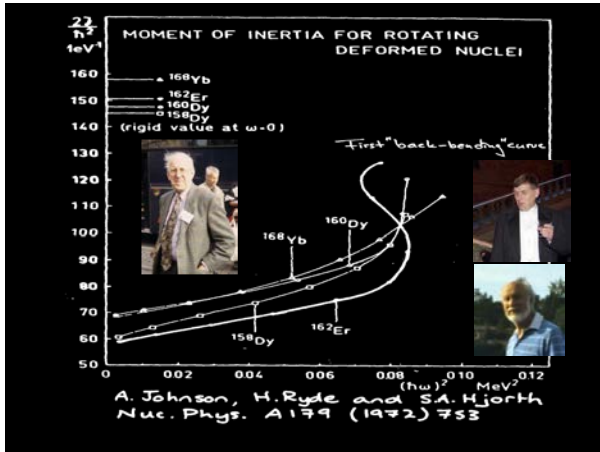 2J
ħ²
1eV⁻¹
MOMENT OF INERTIA FOR ROTATING
DEFORMED NUCLEI
160
150
140
130
120
110
100
90
80
70
60
50
¹⁶⁸Yb
¹⁶²Er
¹⁶⁰Dy
¹⁵⁸Dy
(rigid value at ω=0)
First "back-bending" curve
¹⁶⁸Yb
¹⁶⁰Dy
¹⁵⁸Dy
¹⁶²Er
0
0.02
0.04
0.06
0.08
0.1
0.12
(ħω)²
MeV²
A. Johnson, H. Ryde and S.A. Hjorth
Nuc. Phys. A179 (1972) 753